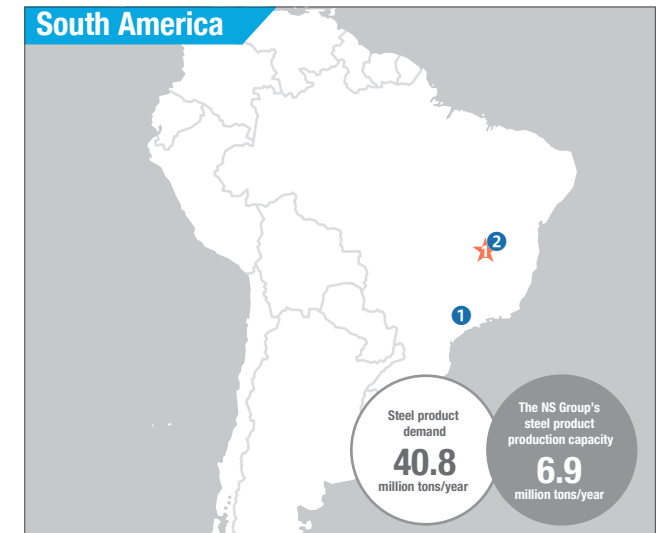 South America
2
1
1
Steel product
demand
40.8
million tons/year
The NS Group's
steel product
production capacity
6.9
million tons/year